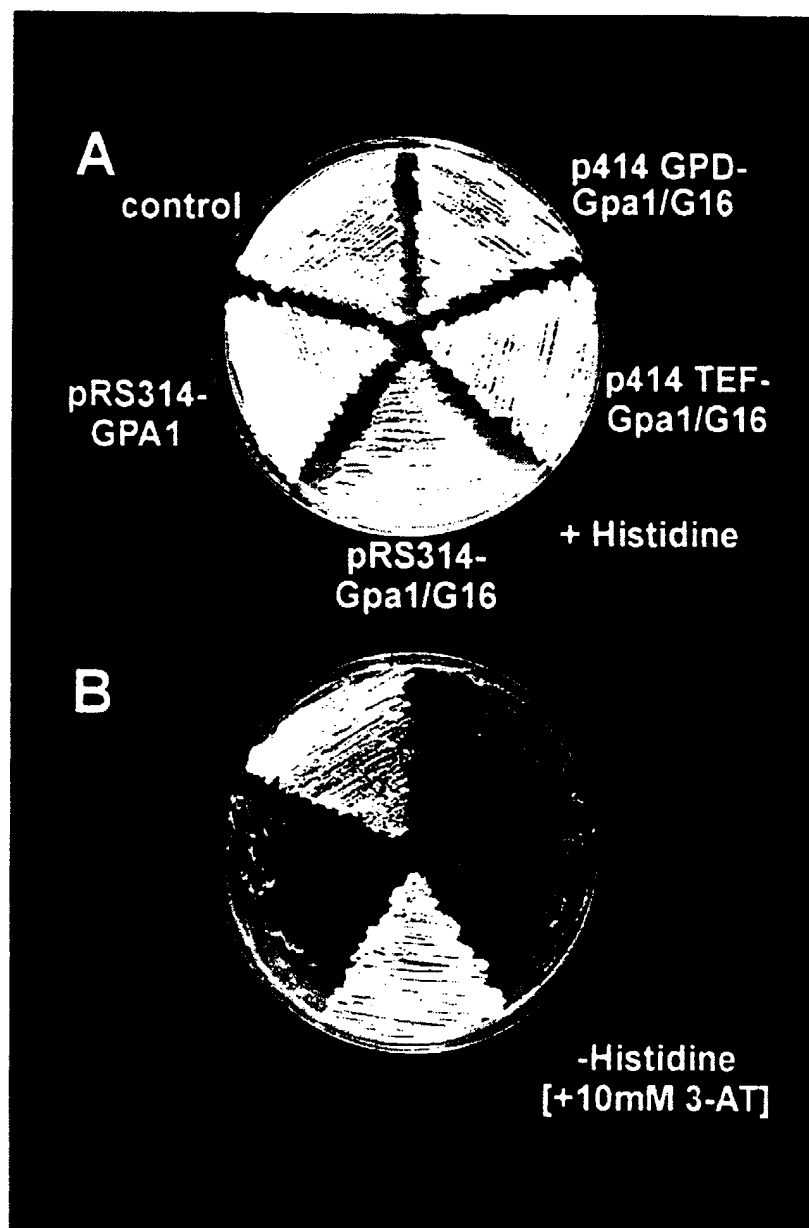 A
control
p414 GPD-
Gpa1/G16
pRS314-
GPA1
p414 TEF-
Gpa1/G16
pRS314-
Gpa1/G16
+ Histidine
B
-Histidine
[+10mM 3-AT]